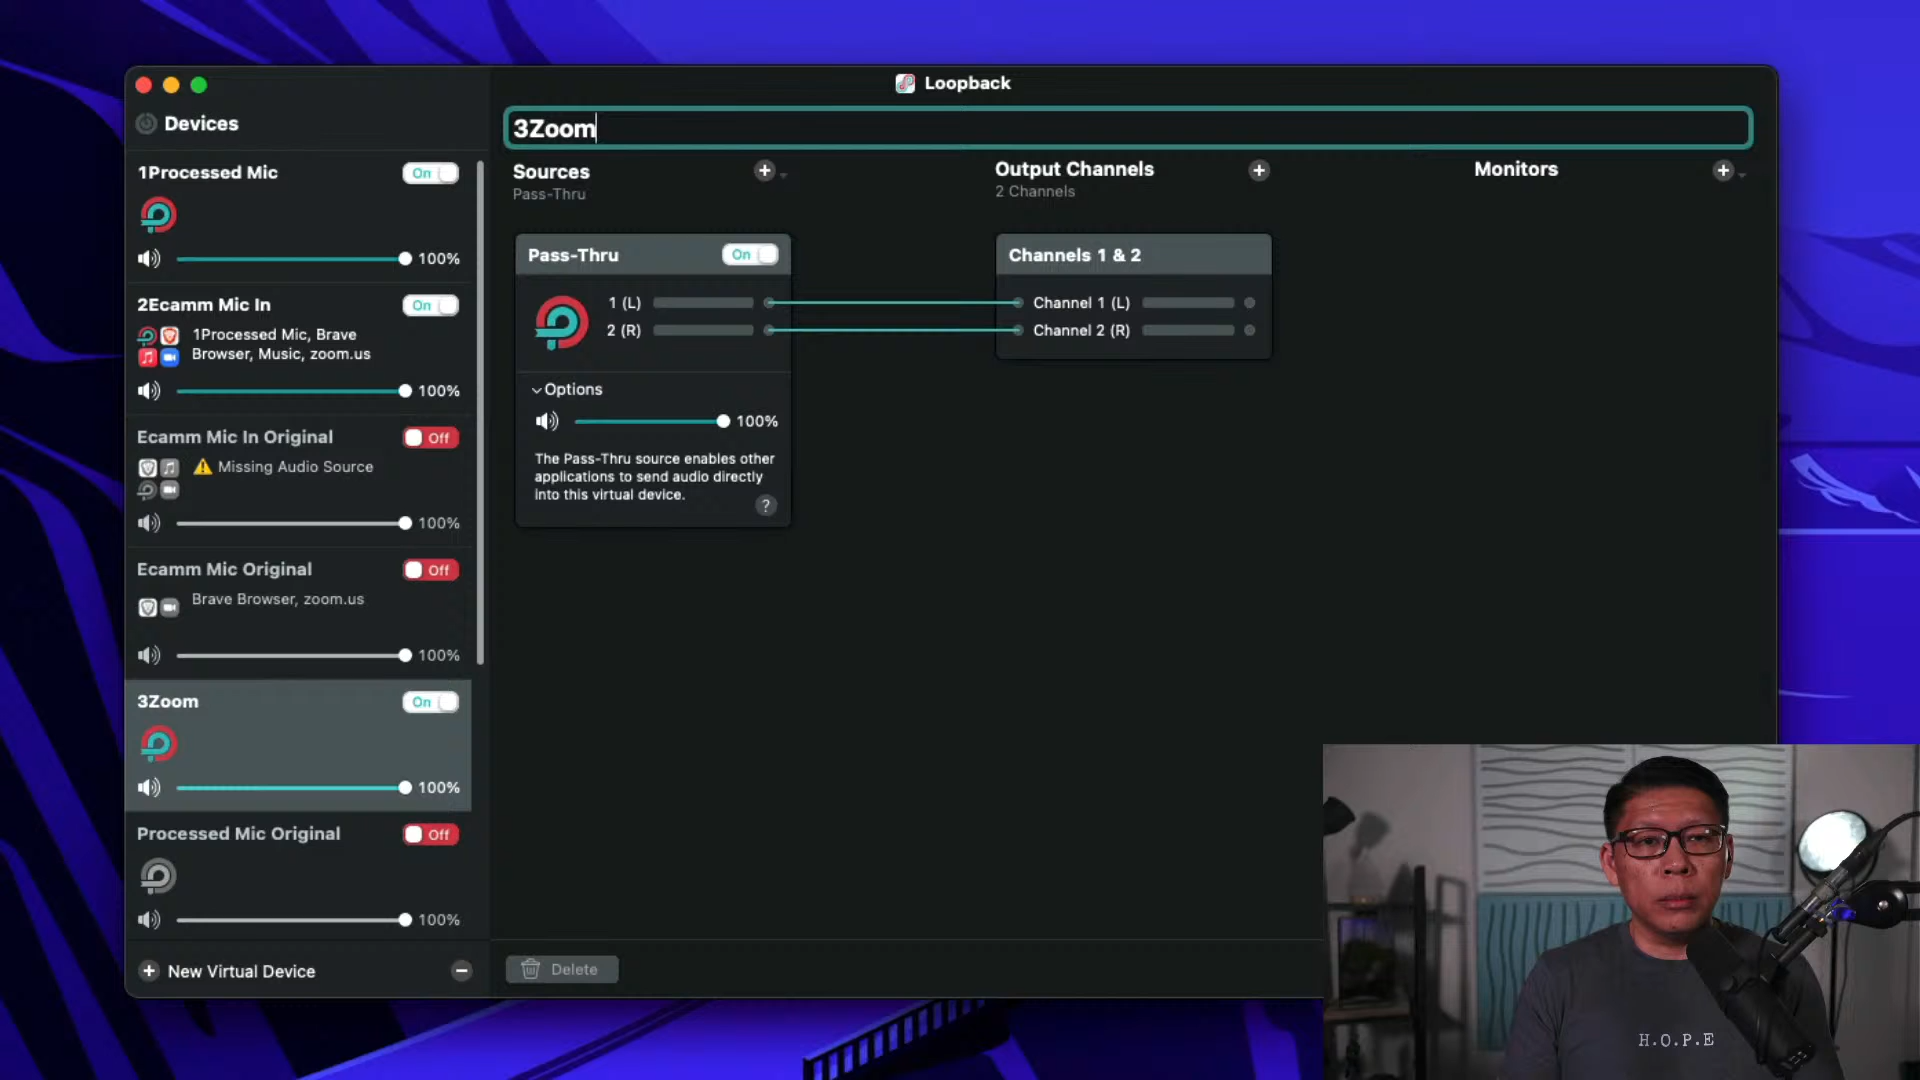 Loopback
Devices
1Processed Mic
On
100%
2Ecamm Mic In
On
1Processed Mic, Brave
Browser, Music, zoom.us
100%
Ecamm Mic In Original
Off
Missing Audio Source
100%
Ecamm Mic Original
Off
Brave Browser, zoom.us
100%
3Zoom
On
100%
Processed Mic Original
Off
100%
New Virtual Device
3Zoom
Sources
Pass-Thru
Output Channels
2 Channels
Monitors
Pass-Thru
On
1 (L)
2 (R)
Options
100%
The Pass-Thru source enables other
applications to send audio directly
into this virtual device.
?
Channels 1 & 2
Channel 1 (L)
Channel 2 (R)
Delete
H.O.P.E